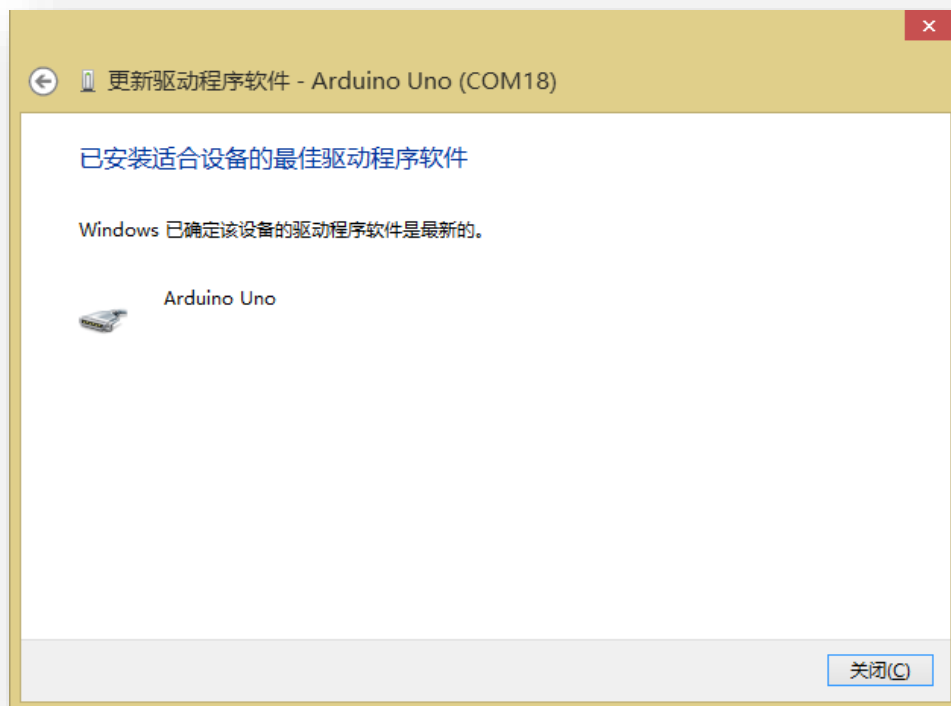 更新驱动程序软件 - Arduino Uno (COM18)
已安装适合设备的最佳驱动程序软件
Windows 已确定该设备的驱动程序软件是最新的。
Arduino Uno
关闭(C)